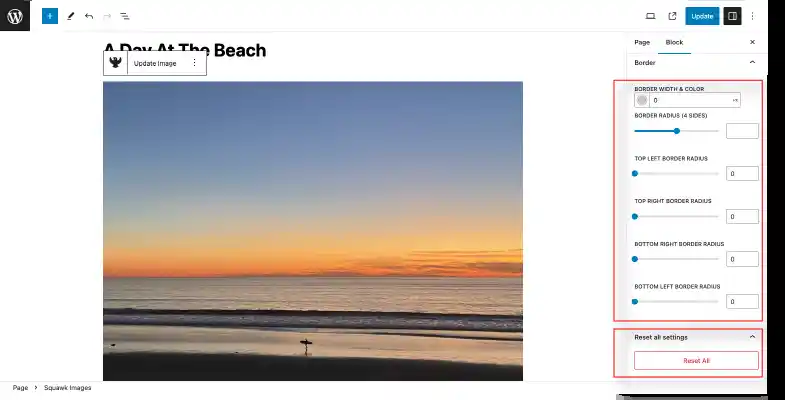 Update
Page Block
A Day At The Beach
Update Image
Border
BORDER WIDTH & COLOR
0
BORDER RADIUS (4 SIDES)
TOP LEFT BORDER RADIUS
0
TOP RIGHT BORDER RADIUS
0
BOTTOM RIGHT BORDER RADIUS
0
BOTTOM LEFT BORDER RADIUS
0
Reset all settings
Reset All
Page > Squawk Images